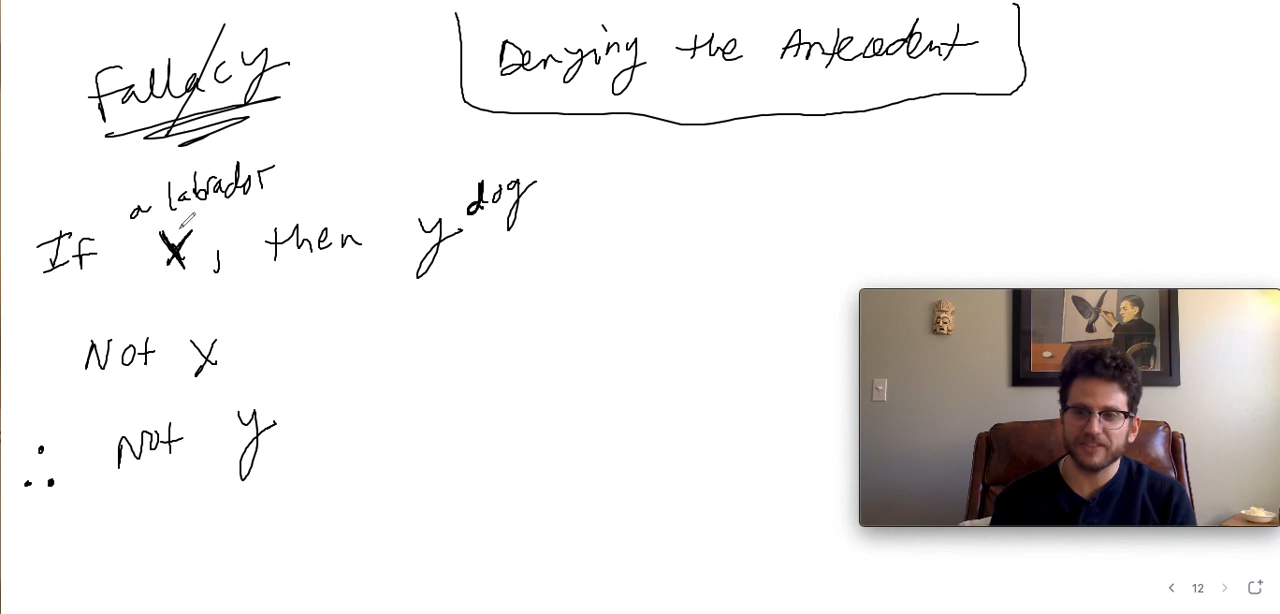 Fallacy
Denying the Antecedent
a labrador
If X, then y dog
Not X
∴ Not y
12